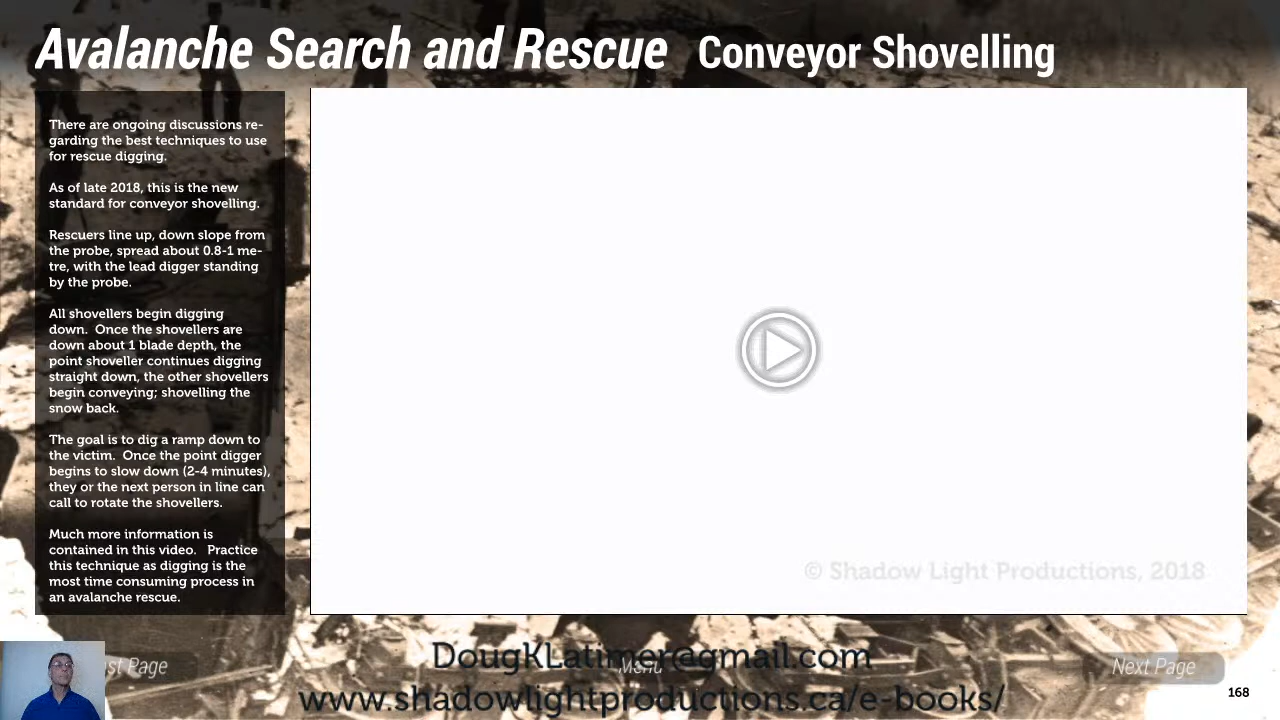 Avalanche Search and Rescue Conveyor Shovelling
There are ongoing discussions re-
garding the best techniques to use
for rescue digging.
As of late 2018, this is the new
standard for conveyor shovelling.
Rescuers line up, down slope from
the probe, spread about 0.8-1 me-
tre, with the lead digger standing
by the probe.
All shovellers begin digging
down. Once the shovellers are
down about 1 blade depth, the
point shoveller continues digging
straight down, the other shovellers
begin conveying; shovelling the
snow back.
The goal is to dig a ramp down to
the victim. Once the point digger
begins to slow down (2-4 minutes),
they or the next person in line can
call to rotate the shovellers.
Much more information is
contained in this video. Practice
this technique as digging is the
most time consuming process in
an avalanche rescue.
© Shadow Light Productions, 2018
Page
Menu
DougKLatimer@gmail.com
Next Page
www.shadowlightproductions.ca/e-books/
168